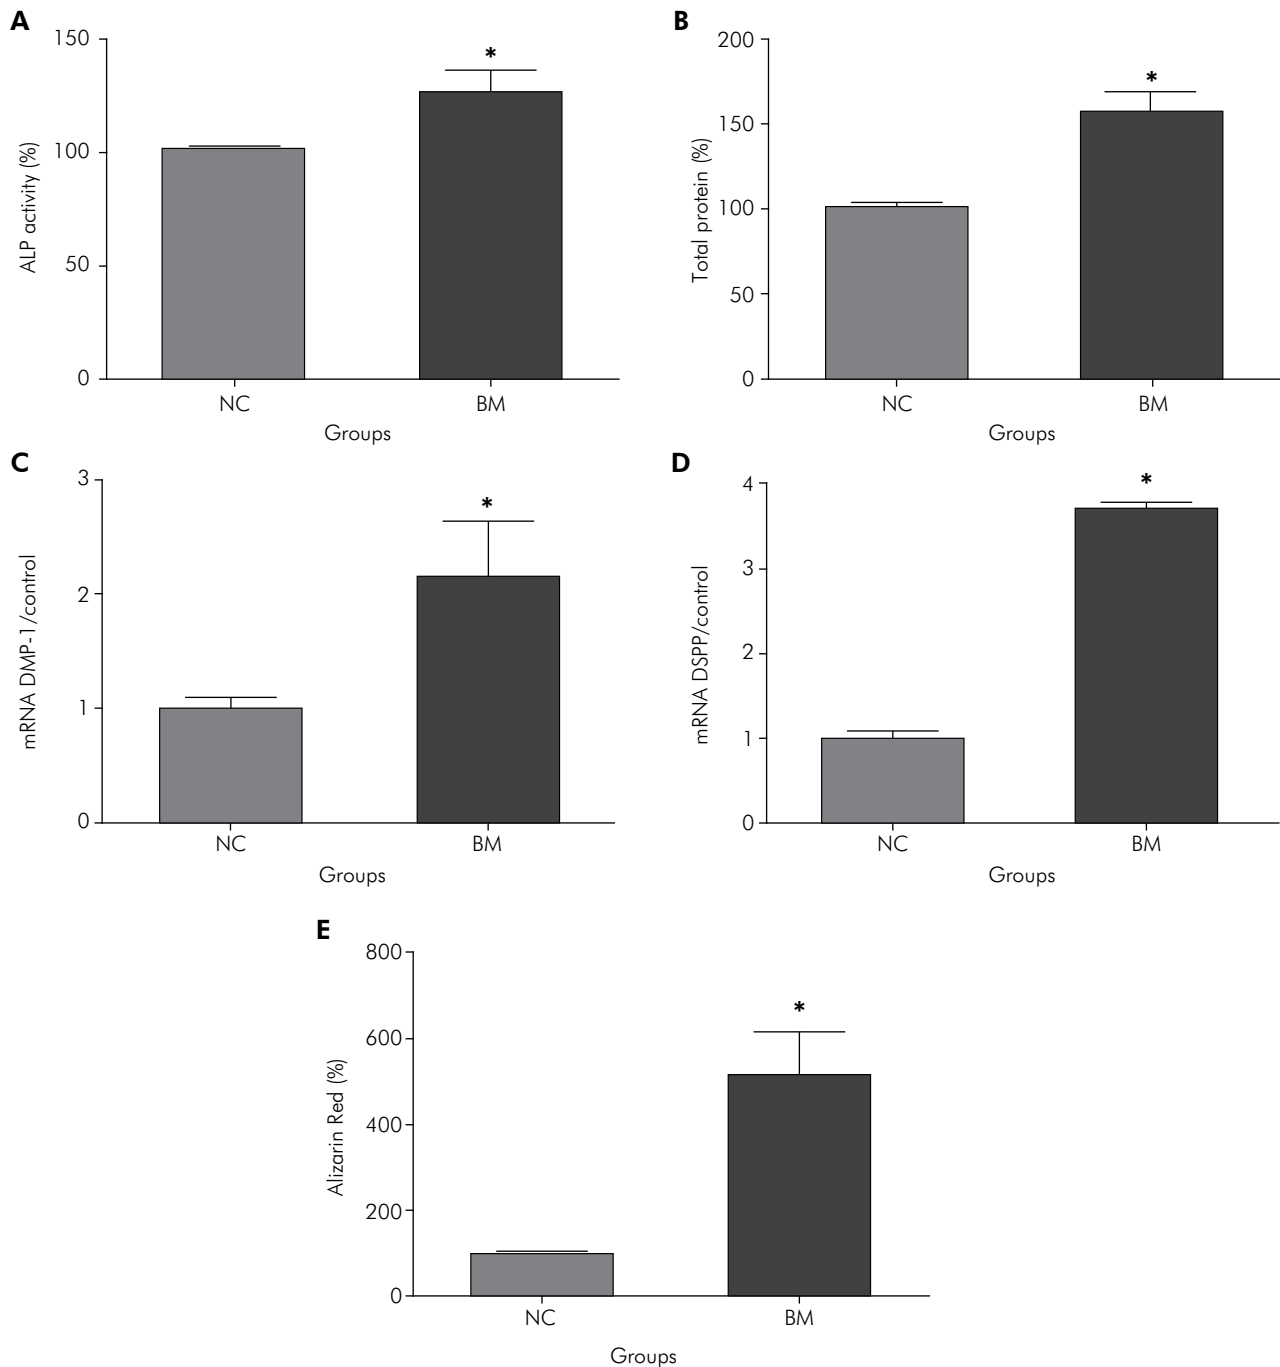 A
ALP activity (%)
150
100
50
0
*
NC BM
Groups
B
Total protein (%)
200
150
100
50
0
*
NC BM
Groups
C
mRNA DMP-1/control
3
2
1
0
*
NC BM
Groups
D
mRNA DSPP/control
4
3
2
1
0
*
NC BM
Groups
E
Alizarin Red (%)
800
600
400
200
0
*
NC BM
Groups